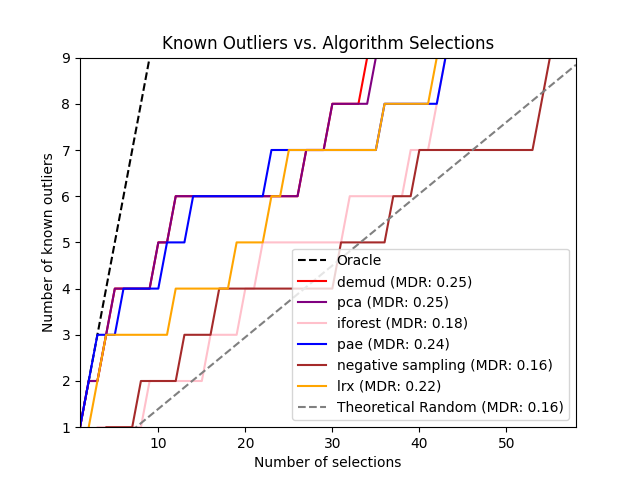 Known Outliers vs. Algorithm Selections
9
8
7
6
5
4
3
2
1
Number of known outliers
Oracle
demud (MDR: 0.25)
pca (MDR: 0.25)
iforest (MDR: 0.18)
pae (MDR: 0.24)
negative sampling (MDR: 0.16)
lrx (MDR: 0.22)
Theoretical Random (MDR: 0.16)
10 20 30 40 50
Number of selections